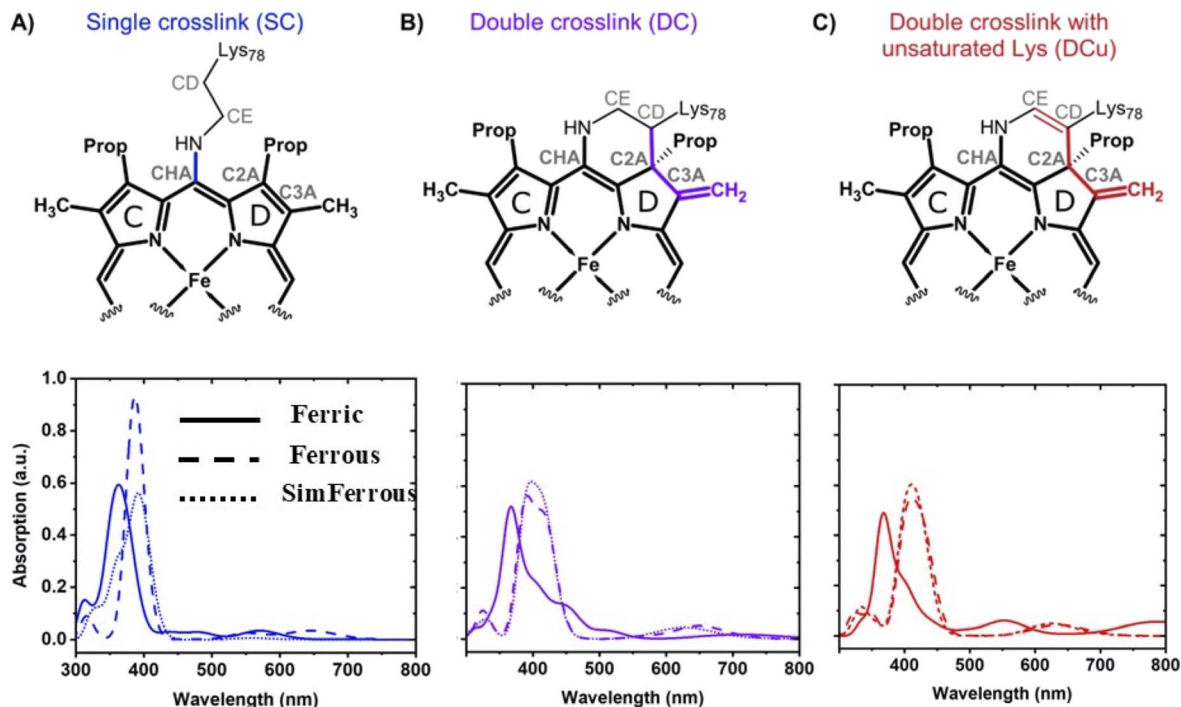 A) Single crosslink (SC)
Lys78
CD
CE
HN
Prop
Prop
CHA
C2A
C3A
H3C
C
D
CH3
N
N
Fe
B) Double crosslink (DC)
CE
CD
Lys78
HN
Prop
Prop
CHA
C2A
C3A
H3C
C
D
CH2
N
N
Fe
C) Double crosslink with
unsaturated Lys (DCu)
CE
CD
Lys78
HN
Prop
Prop
CHA
C2A
C3A
H3C
C
D
CH2
N
N
Fe
1.0
0.8
0.6
0.4
0.2
0.0
Absorption (a.u.)
Ferric
Ferrous
SimFerrous
300 400 500 600 700 800
Wavelength (nm)
400 500 600 700 800
Wavelength (nm)
400 500 600 700 800
Wavelength (nm)